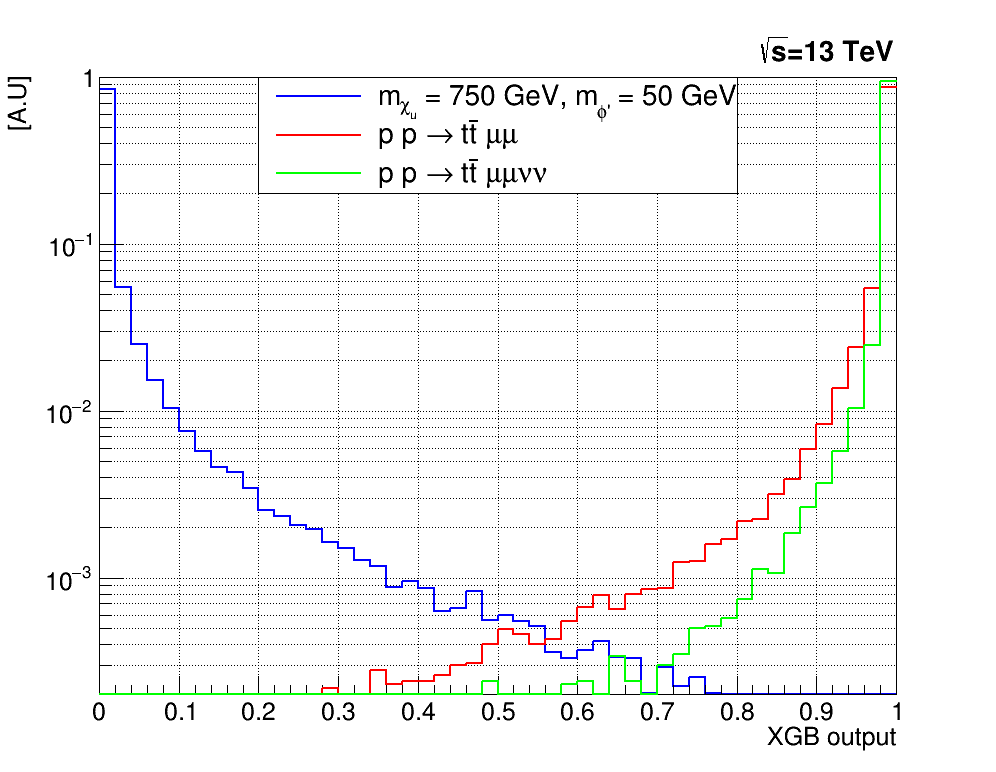 √s=13 TeV
[A.U]
m_χ_u = 750 GeV, m_ϕ' = 50 GeV
p p → tt̄ μμ
p p → tt̄ μμνν
1
10⁻¹
10⁻²
10⁻³
0 0.1 0.2 0.3 0.4 0.5 0.6 0.7 0.8 0.9 1
XGB output